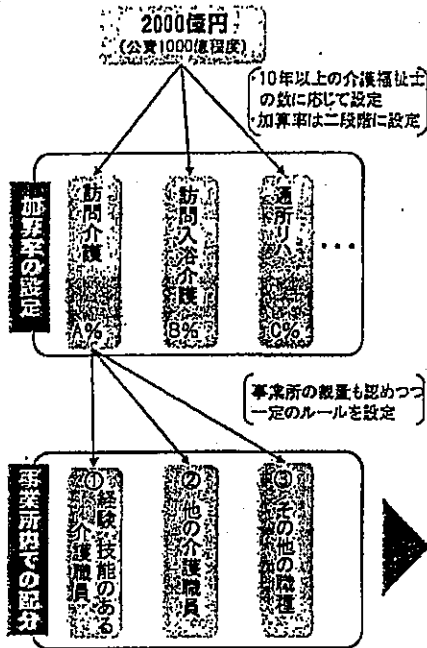 2000億円
(公費1000億程度)
・10年以上の介護福祉士
の数に応じて設定
・加算率は二段階に設定
加算率の設定
訪問介護
A%
訪問入浴介護
B%
通所リハ
C%
・・・
事業所の裁量も認めつつ
一定のルールを設定
事業所内での配分
①経験・技能のある
介護職員
②他の介護職員
③その他の職種